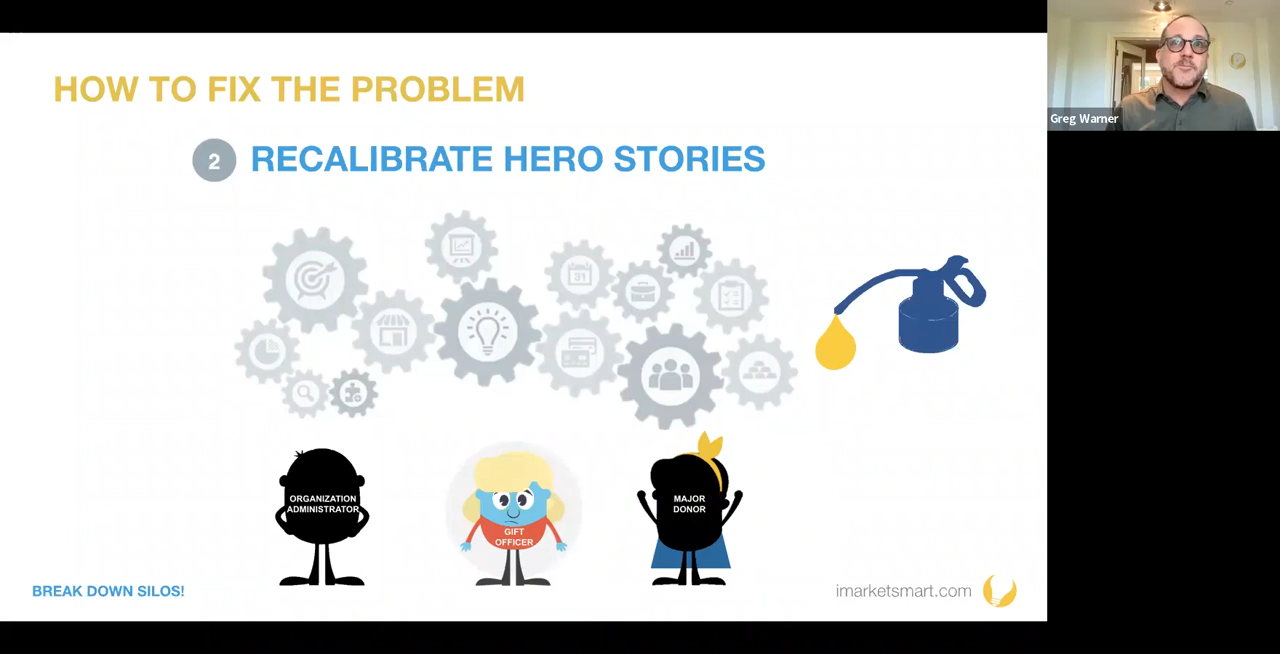 HOW TO FIX THE PROBLEM
2
RECALIBRATE HERO STORIES
31
ORGANIZATION
ADMINISTRATOR
GIFT
OFFICER
MAJOR
DONOR
BREAK DOWN SILOS!
imarketsmart.com
Greg Warner